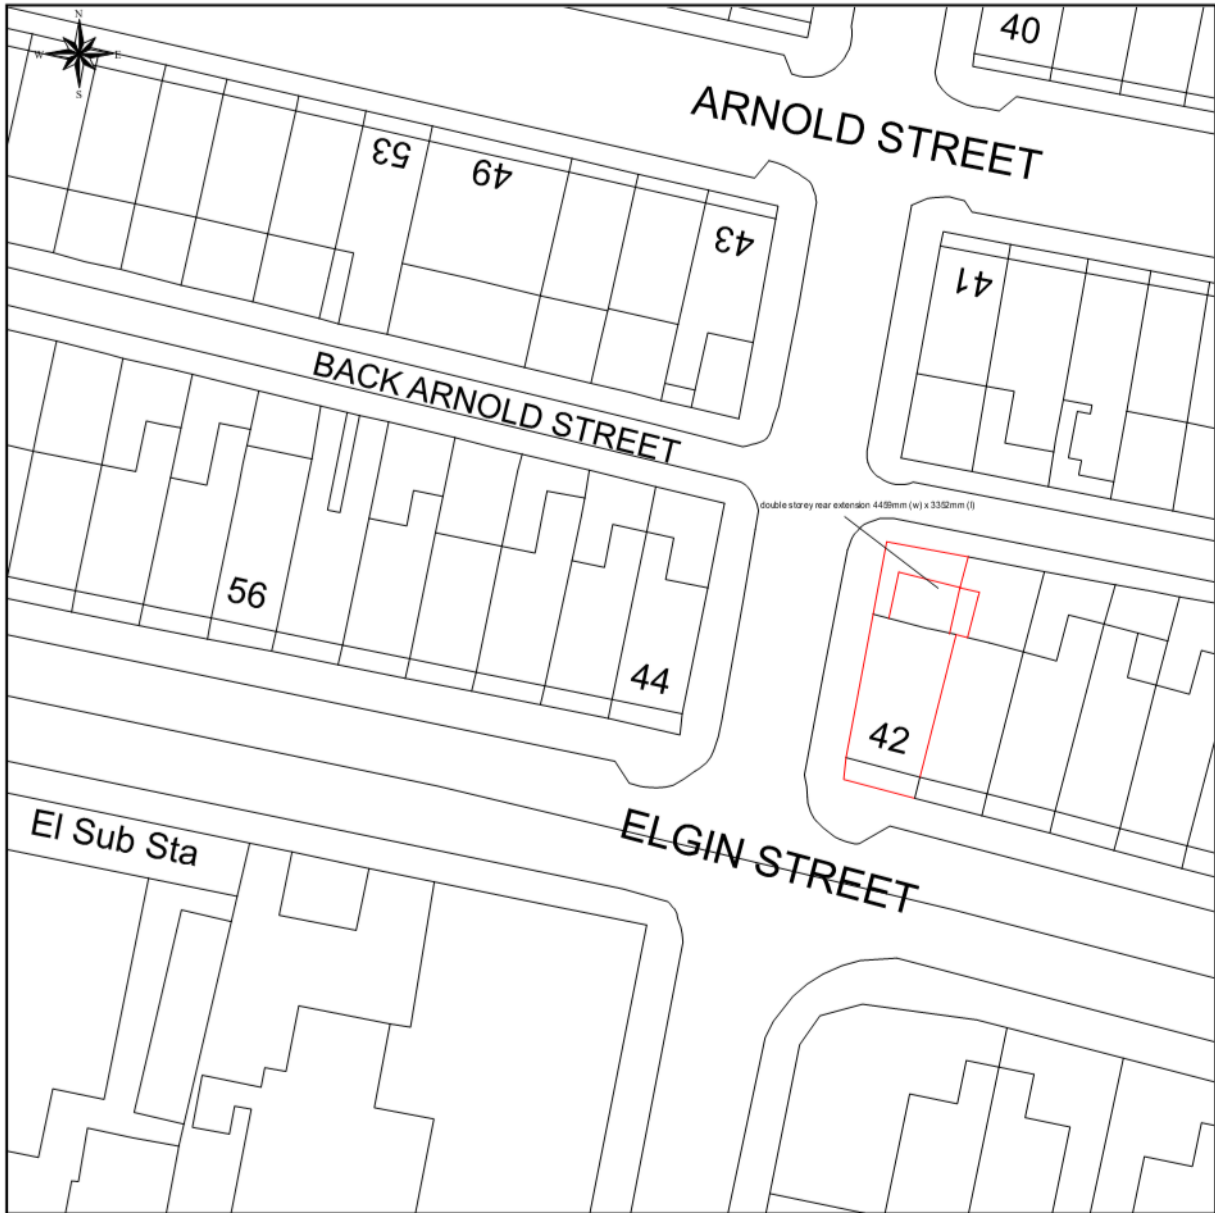 N
W E
S
40
ARNOLD STREET
53
49
43
41
BACK ARNOLD STREET
double storey rear extension 4459mm (w) x 3352mm (l)
56
44
42
El Sub Sta
ELGIN STREET